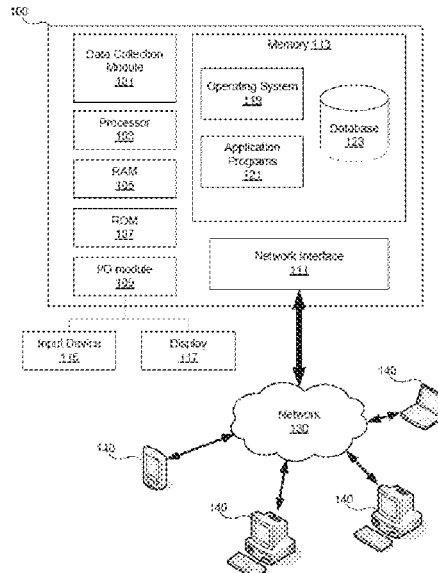 100
Data Collection
Module
101
Processor
103
RAM
105
ROM
107
I/O module
109
Memory 113
Operating System
119
Application
Programs
121
Database
123
Network Interface
111
Input Device
115
Display
117
Network
130
140
140
140
140